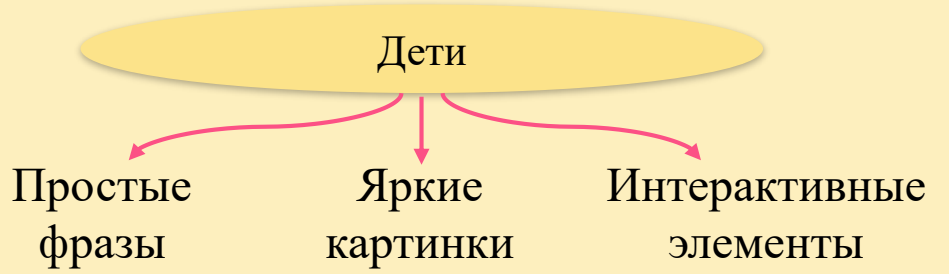 Дети
Простые фразы
Яркие картинки
Интерактивные элементы